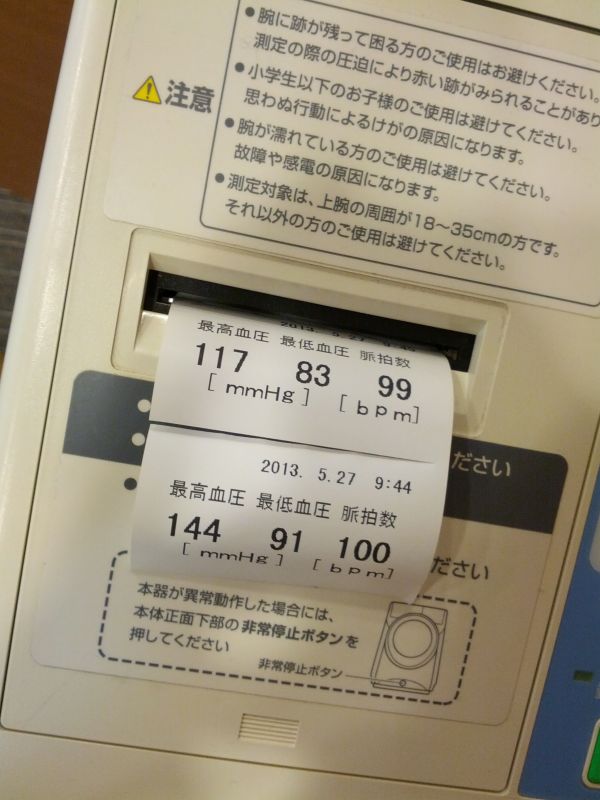 注意
●腕に跡が残って困る方のご使用はお避けください。
測定の際の圧迫により赤い跡がみられることがあり
●小学生以下のお子様のご使用は避けてください。
思わぬ行動によるけがの原因になります。
●腕が濡れている方のご使用は避けてください。
故障や感電の原因になります。
●測定対象は、上腕の周囲が18～35cmの方です。
それ以外の方のご使用は避けてください。
2013. 5.27 9:44
最高血圧 最低血圧 脈拍数
117 83 99
[ mmHg ] [ bpm]
ださい
2013. 5.27 9:44
最高血圧 最低血圧 脈拍数
144 91 100
[ mmHg ] [ bpm]
ださい
本器が異常動作した場合には、
本体正面下部の非常停止ボタンを
押してください
非常停止ボタン